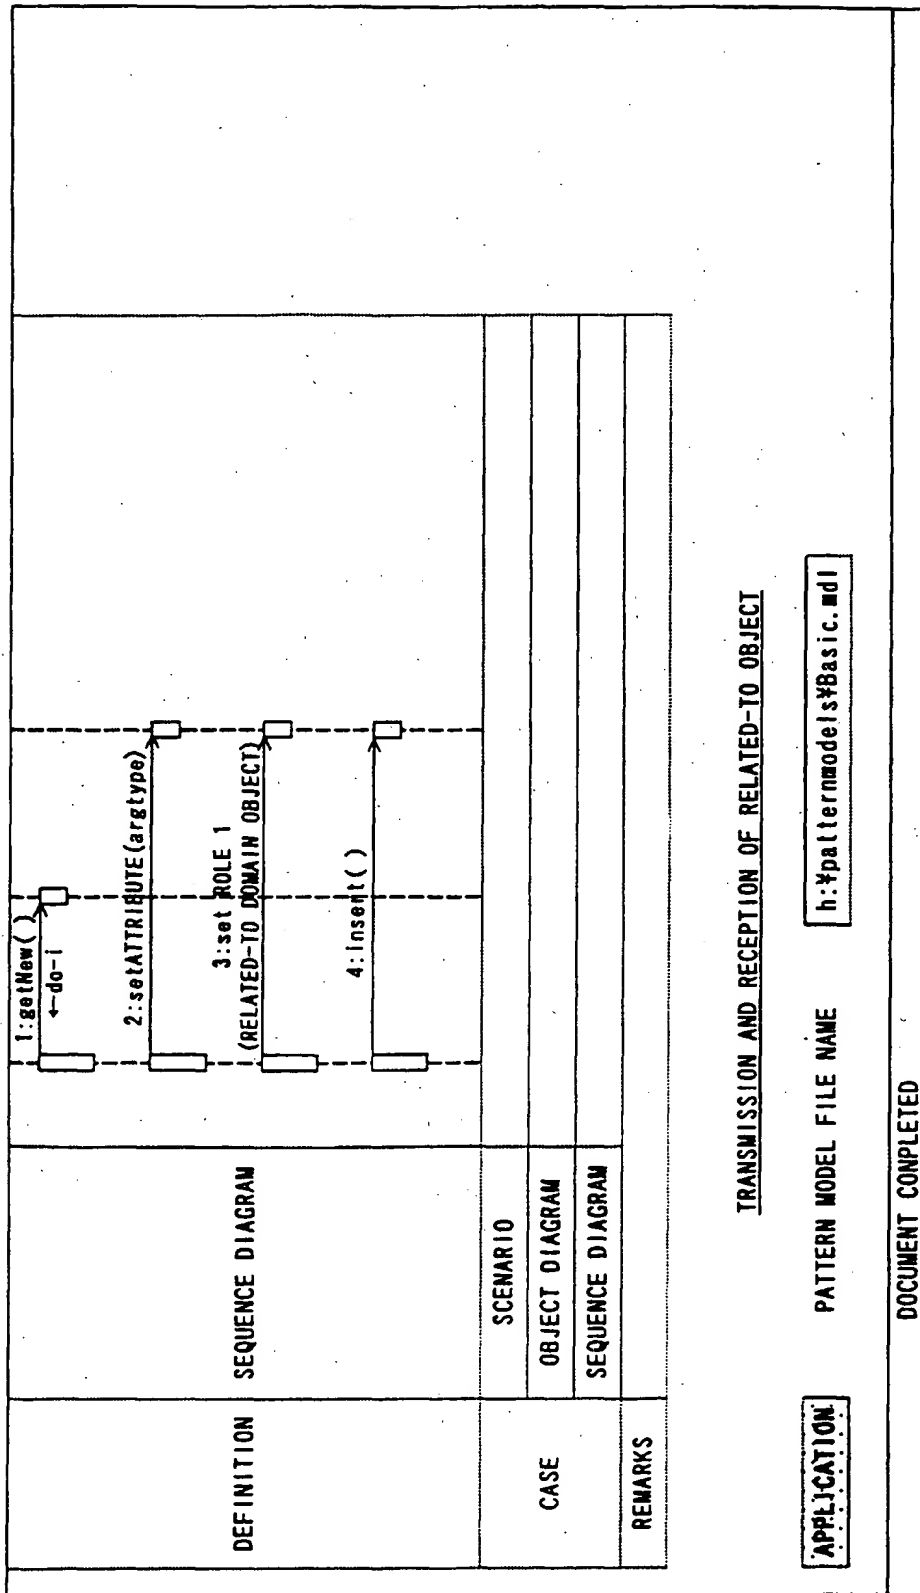 DEFINITION
SEQUENCE DIAGRAM
1:getNew()
←do-i
2:setATTRIBUTE(argtype)
3:set ROLE 1
(RELATED-TO DOMAIN OBJECT)
4:insert()
CASE
SCENARIO
OBJECT DIAGRAM
SEQUENCE DIAGRAM
REMARKS
TRANSMISSION AND RECEPTION OF RELATED-TO OBJECT
APPLICATION
PATTERN MODEL FILE NAME
h:¥patternmodels¥Basic.mdl
DOCUMENT CONPLETED